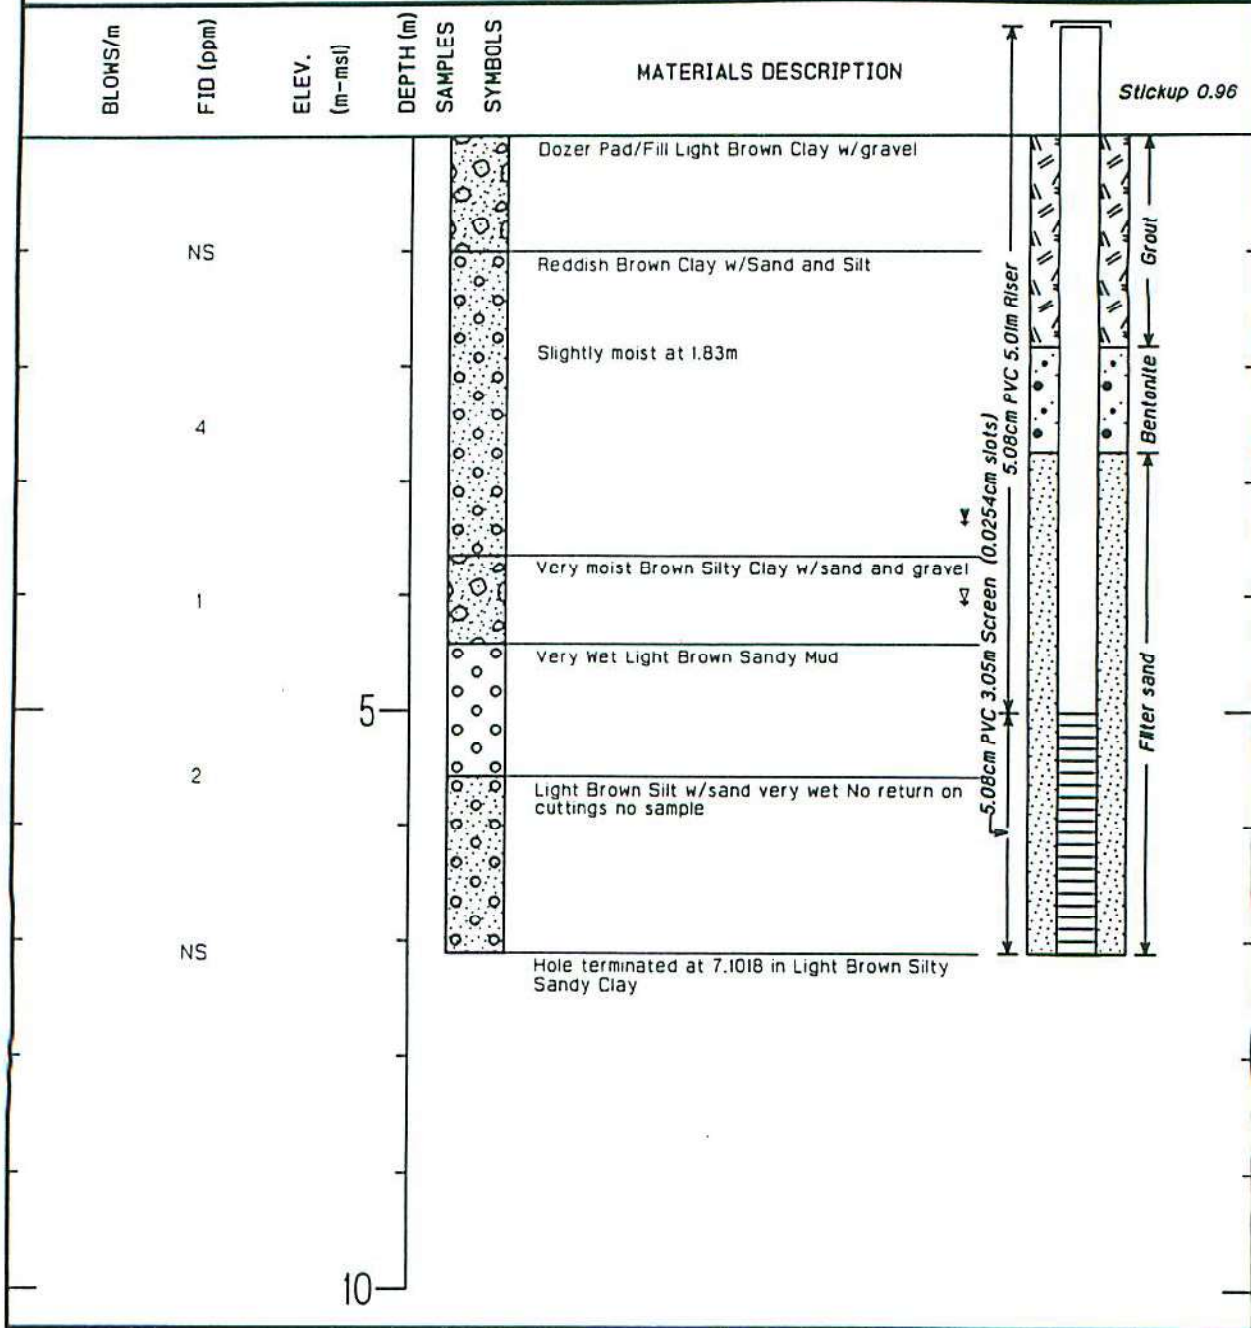 BLOWS/m
FID (ppm)
ELEV.
(m-msl)
DEPTH (m)
SAMPLES
SYMBOLS
MATERIALS DESCRIPTION
Stickup 0.96
Dozer Pad/Fill Light Brown Clay w/gravel
NS
Reddish Brown Clay w/Sand and Silt
Slightly moist at 1.83m
4
Very moist Brown Silty Clay w/sand and gravel
1
Very Wet Light Brown Sandy Mud
5
2
Light Brown Silt w/sand very wet No return on
cuttings no sample
NS
Hole terminated at 7.1018 in Light Brown Silty
Sandy Clay
10
5.08cm PVC 3.05m Screen (0.0254cm slots)
5.08cm PVC 5.01m Riser
Grout
Bentonite
Filter sand